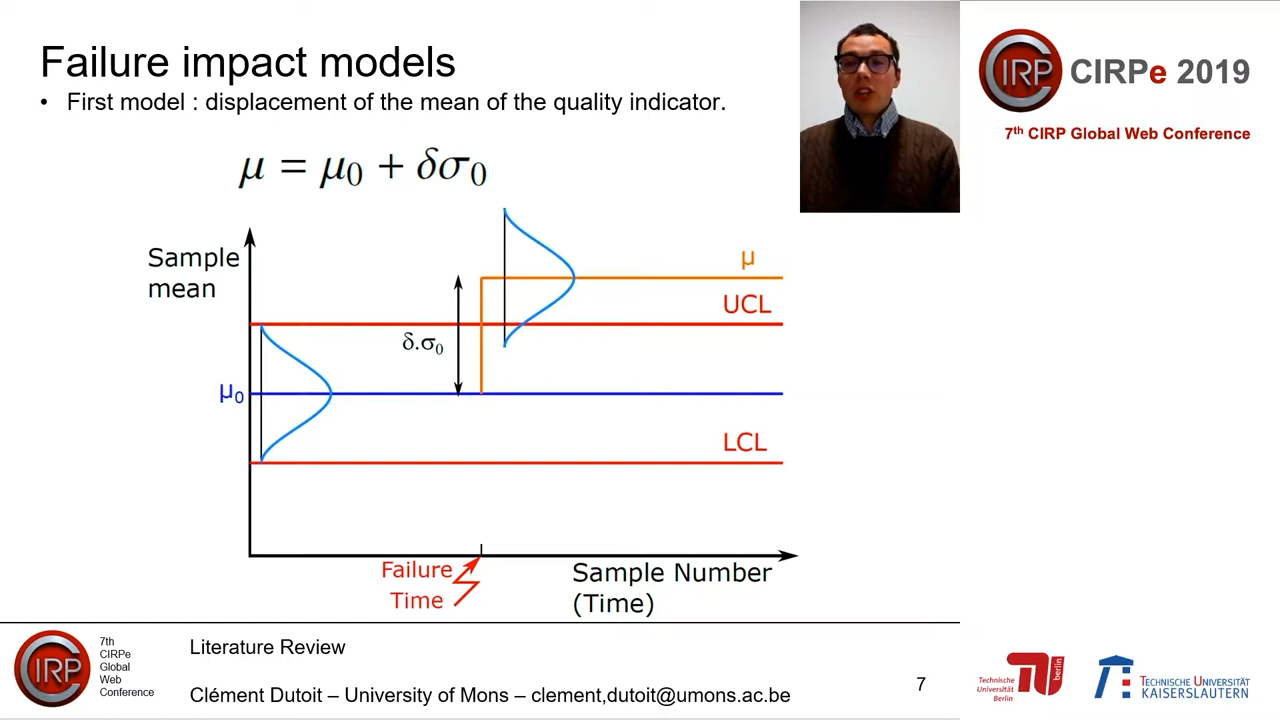 Failure impact models
• First model : displacement of the mean of the quality indicator.
μ = μ₀ + δσ₀
Sample
mean
μ
UCL
δ.σ₀
μ₀
LCL
Failure
Time
Sample Number
(Time)
CIRP
CIRPe 2019
7th CIRP Global Web Conference
CIRP
7th
CIRPe
Global
Web
Conference
Literature Review
Clément Dutoit – University of Mons – clement,dutoit@umons.ac.be
7
Technische
Universität
Berlin
berlin
TECHNISCHE UNIVERSITÄT
KAISERSLAUTERN